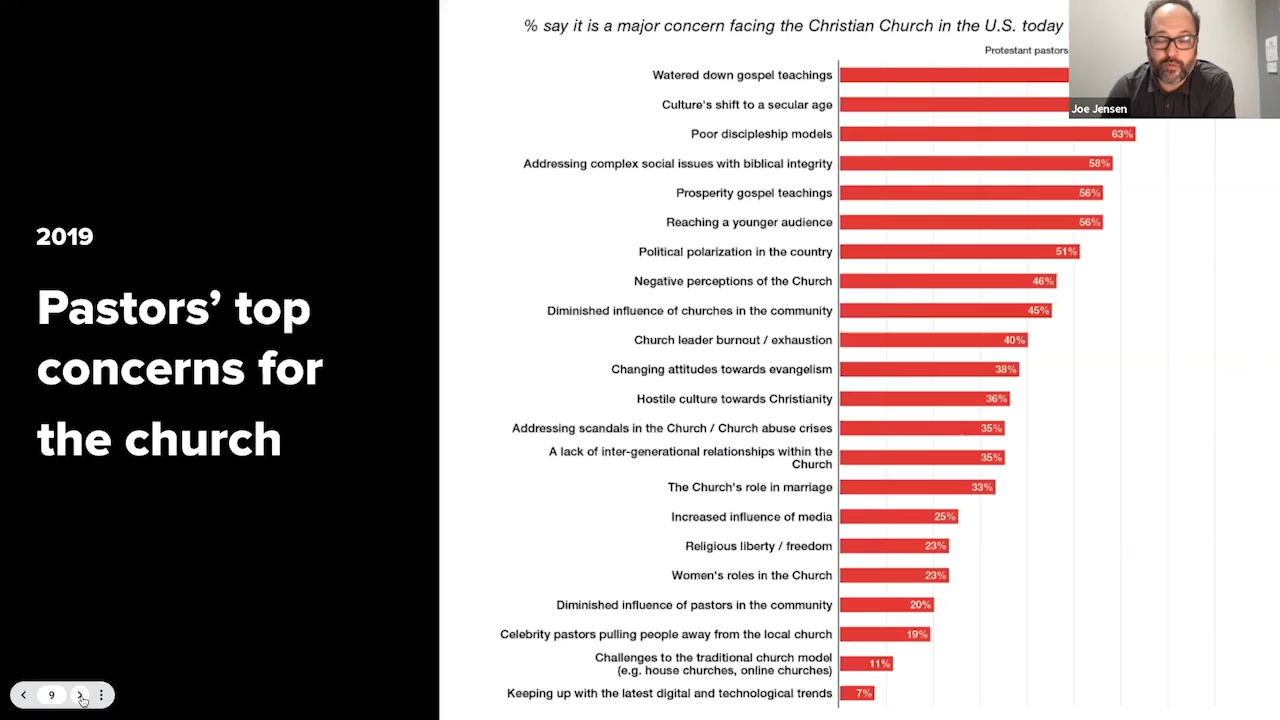 % say it is a major concern facing the Christian Church in the U.S. today
Protestant pastors
Joe Jensen
2019
Pastors’ top
concerns for
the church
Watered down gospel teachings
Culture's shift to a secular age
Poor discipleship models 63%
Addressing complex social issues with biblical integrity 58%
Prosperity gospel teachings 56%
Reaching a younger audience 56%
Political polarization in the country 51%
Negative perceptions of the Church 46%
Diminished influence of churches in the community 45%
Church leader burnout / exhaustion 40%
Changing attitudes towards evangelism 38%
Hostile culture towards Christianity 36%
Addressing scandals in the Church / Church abuse crises 35%
A lack of inter-generational relationships within the
Church 35%
The Church's role in marriage 33%
Increased influence of media 25%
Religious liberty / freedom 23%
Women's roles in the Church 23%
Diminished influence of pastors in the community 20%
Celebrity pastors pulling people away from the local church 19%
Challenges to the traditional church model
(e.g. house churches, online churches) 11%
Keeping up with the latest digital and technological trends 7%
9